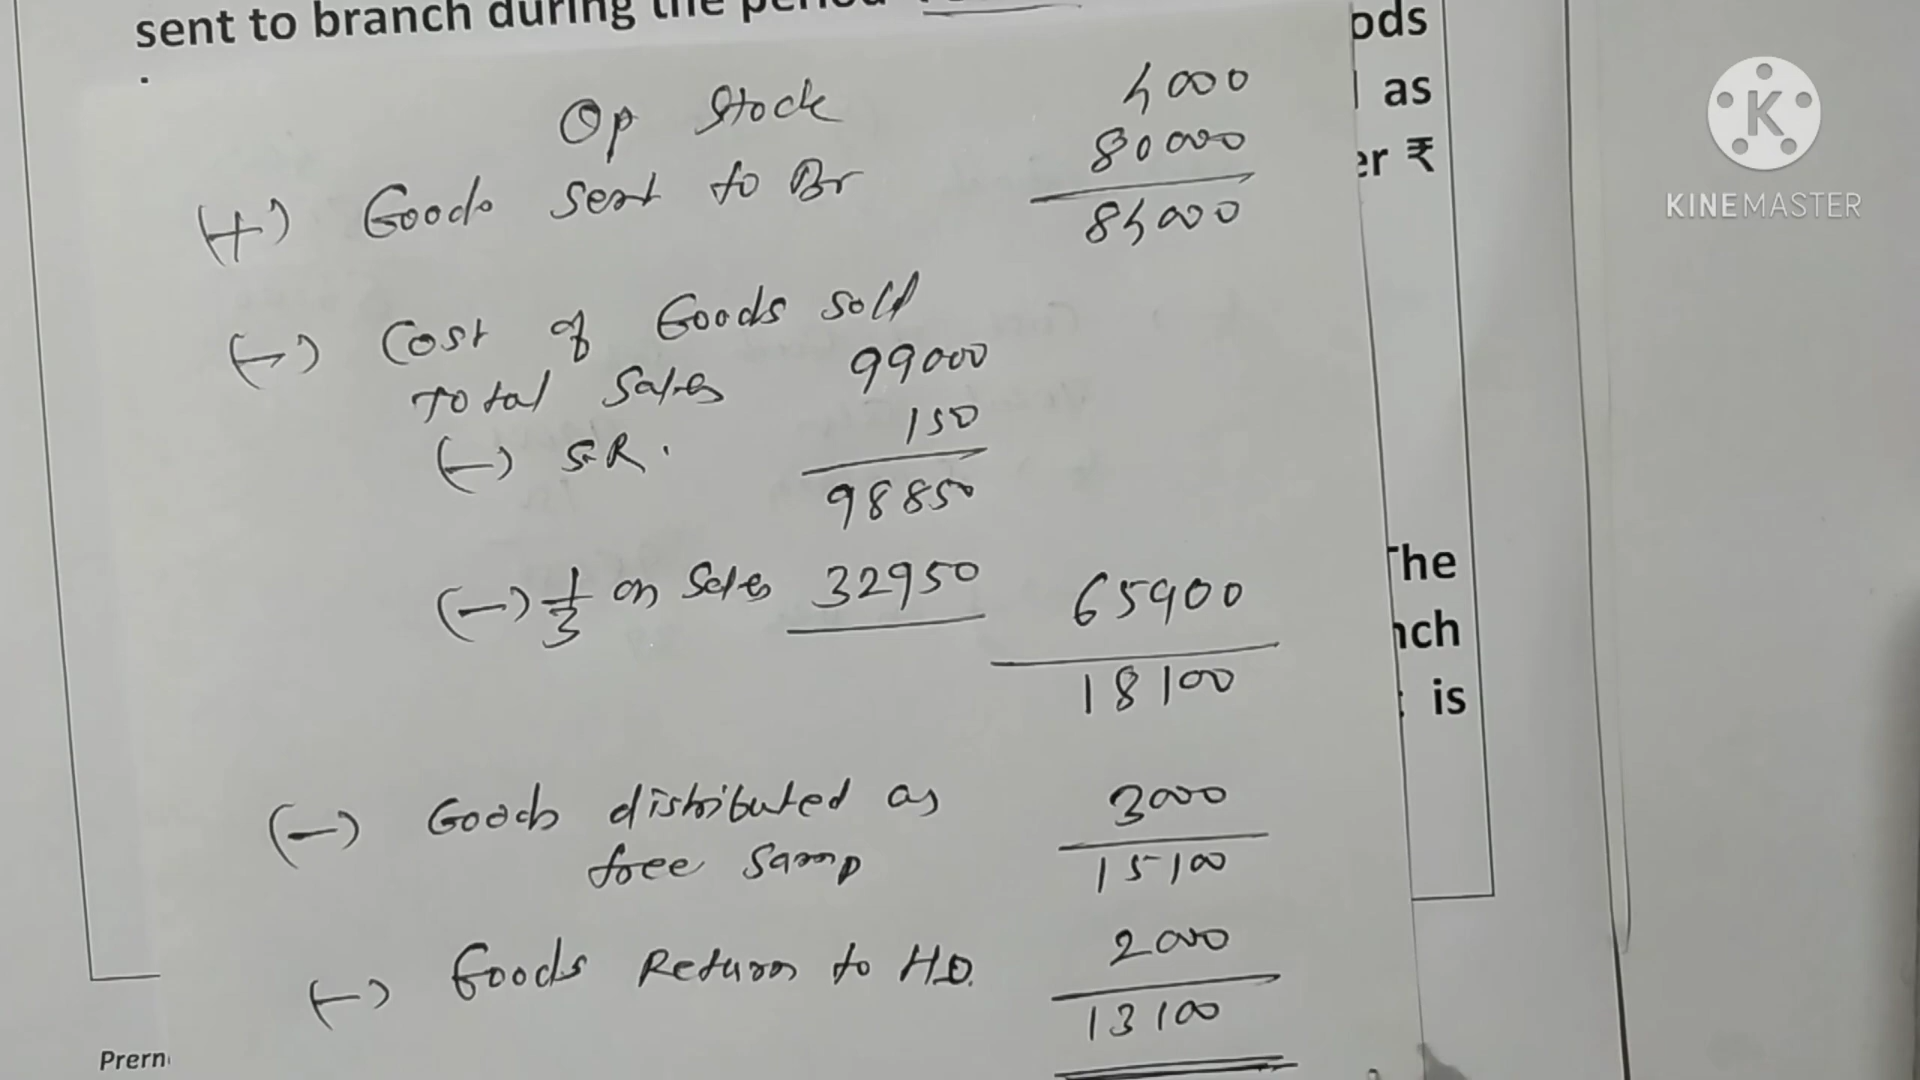 sent to branch during the period
ods
as
er ₹
KINEMASTER
Op Stock 4000
(+) Goods sent to Br 80000
84000
(-) Cost of Goods sold
Total Sales 99000
(-) S.R. 150
98850
(-) 1/3 on Sales 32950 65900
18100
The
nch
is
(-) Goods distributed as 3000
free Samp 15100
(-) Goods Return to H.O. 2000
13100
Prern